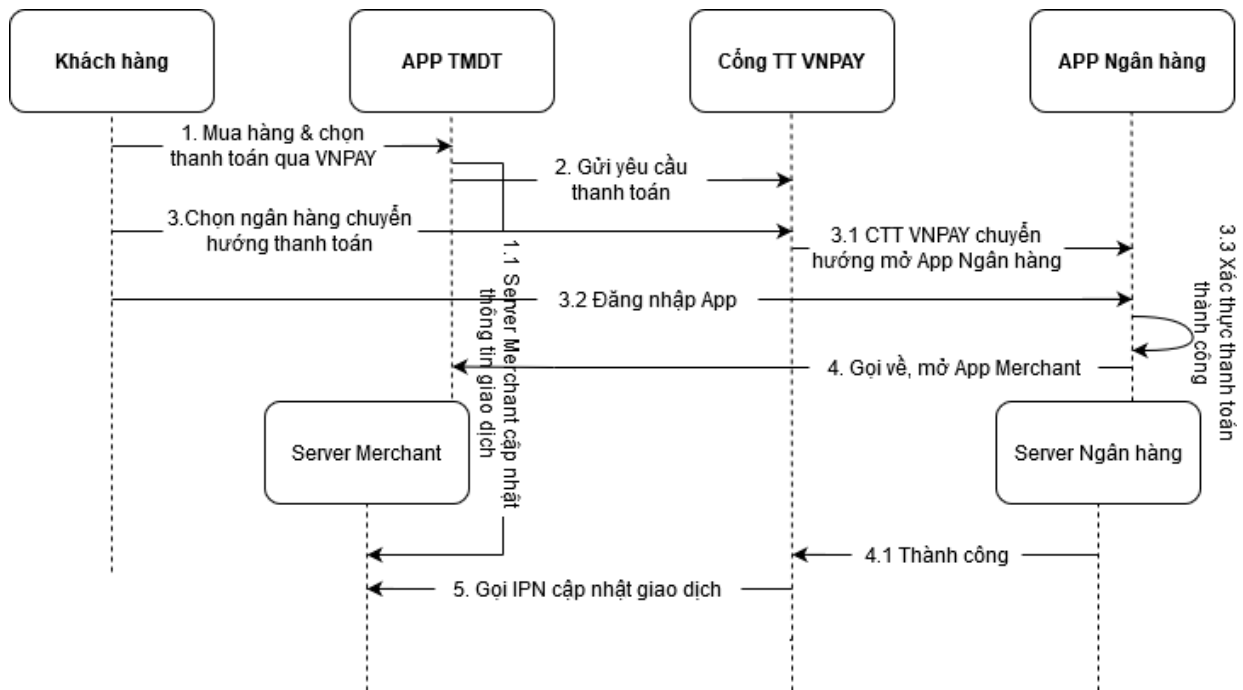 Khách hàng
APP TMDT
Cổng TT VNPAY
APP Ngân hàng
1. Mua hàng & chọn
thanh toán qua VNPAY
2. Gửi yêu cầu
thanh toán
3.Chọn ngân hàng chuyển
hướng thanh toán
3.1 CTT VNPAY chuyển
hướng mở App Ngân hàng
3.2 Đăng nhập App
3.3 Xác thực thanh toán
thành công
1.1 Server Merchant cập nhật
thông tin giao dịch
4. Gọi về, mở App Merchant
Server Merchant
Server Ngân hàng
4.1 Thành công
5. Gọi IPN cập nhật giao dịch